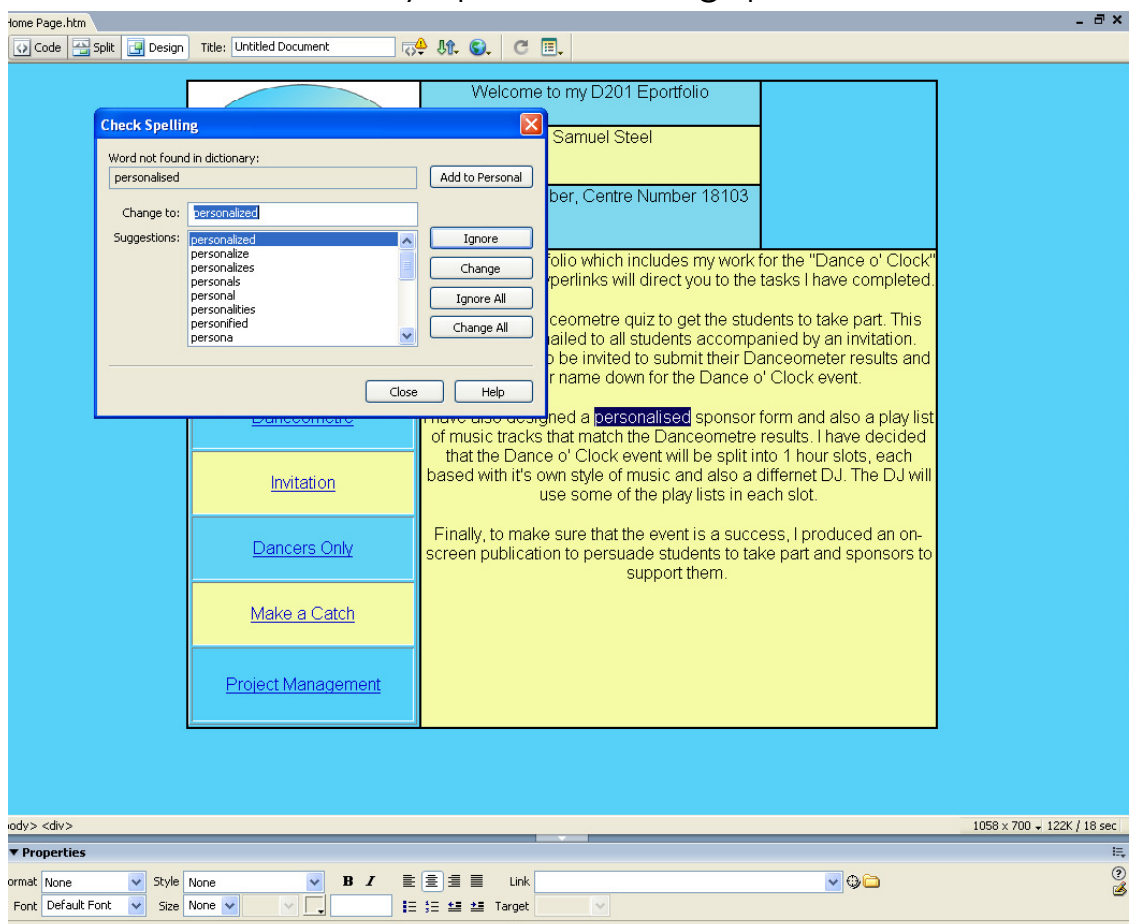 Home Page.htm
Code Split Design Title: Untitled Document
Welcome to my D201 Eportfolio
Samuel Steel
ber, Centre Number 18103
Check Spelling
Word not found in dictionary:
personalised
Add to Personal
Change to: personalized
Suggestions: personalized
personalize
personalizes
personals
personal
personalities
personified
persona
Ignore
Change
Ignore All
Change All
Close Help
folio which includes my work for the "Dance o' Clock"
yperlinks will direct you to the tasks I have completed.
ceometre quiz to get the students to take part. This
ailed to all students accompanied by an invitation.
o be invited to submit their Danceometer results and
r name down for the Dance o' Clock event.
I have also designed a personalised sponsor form and also a play list
of music tracks that match the Danceometre results. I have decided
that the Dance o' Clock event will be split into 1 hour slots, each
based with it's own style of music and also a differnet DJ. The DJ will
use some of the play lists in each slot.
Finally, to make sure that the event is a success, I produced an on-
screen publication to persuade students to take part and sponsors to
support them.
Danceometre
Invitation
Dancers Only
Make a Catch
Project Management
body> <div>
1058 x 700 122K / 18 sec
Properties
ormat None Style None B I Link
Font Default Font Size None Target